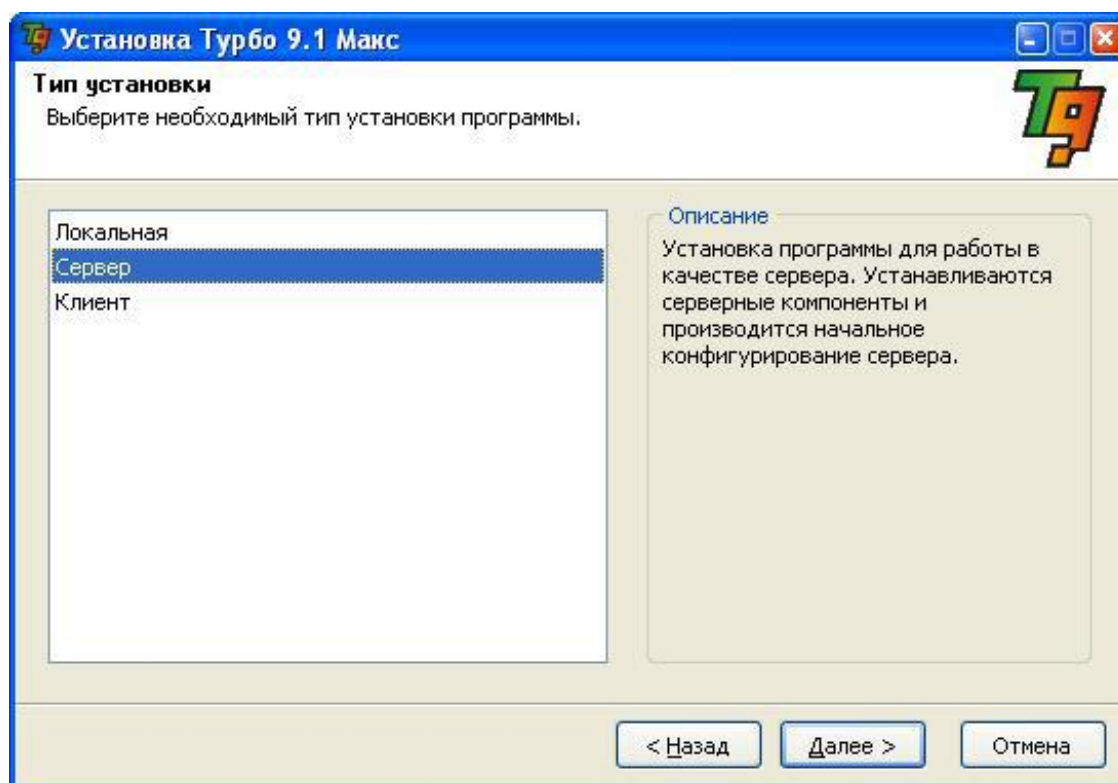 Установка Турбо 9.1 Макс
Тип установки
Выберите необходимый тип установки программы.
Локальная
Сервер
Клиент
Описание
Установка программы для работы в
качестве сервера. Устанавливаются
серверные компоненты и
производится начальное
конфигурирование сервера.
< Назад
Далее >
Отмена